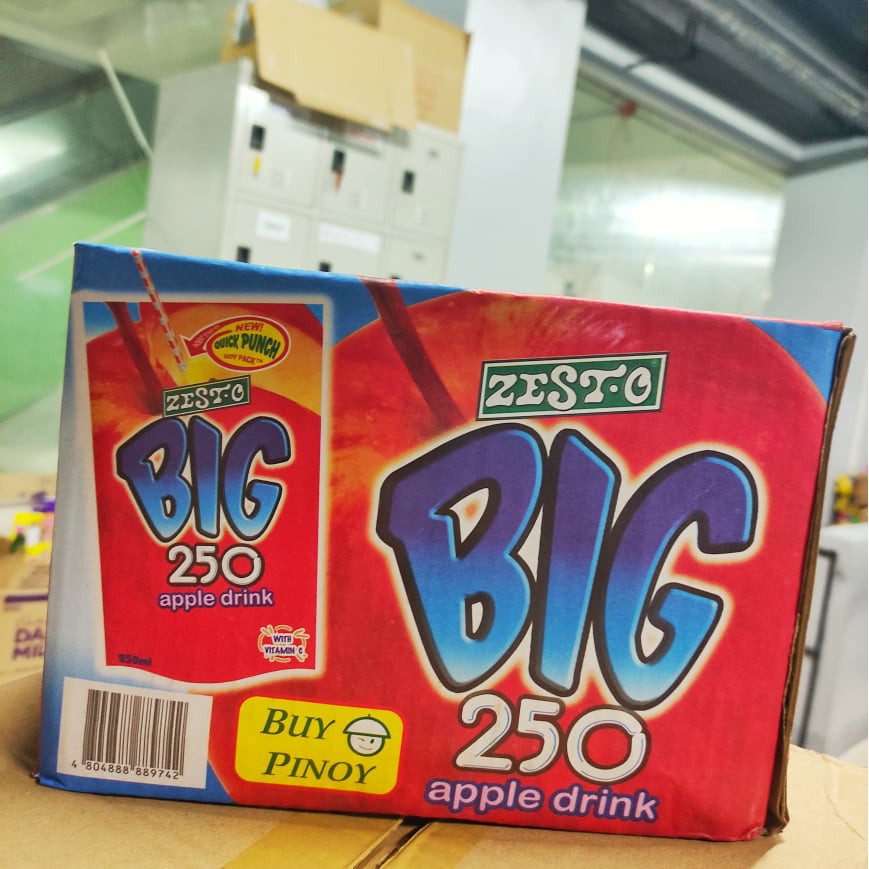 NEW!
QUICK PUNCH
DOY PACK™
ZEST-O
BIG
250
apple drink
WITH
VITAMIN C
250ml
4 804888 889742
BUY
PINOY
ZEST-O
BIG
250
apple drink